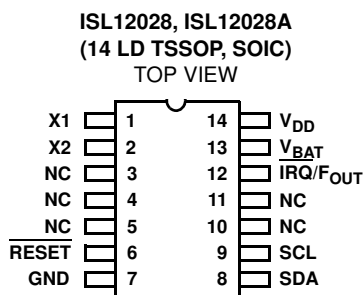 ISL12028, ISL12028A
(14 LD TSSOP, SOIC)
TOP VIEW
X1 1 14 VDD
X2 2 13 VBAT
NC 3 12 IRQ/FOUT
NC 4 11 NC
NC 5 10 NC
RESET 6 9 SCL
GND 7 8 SDA